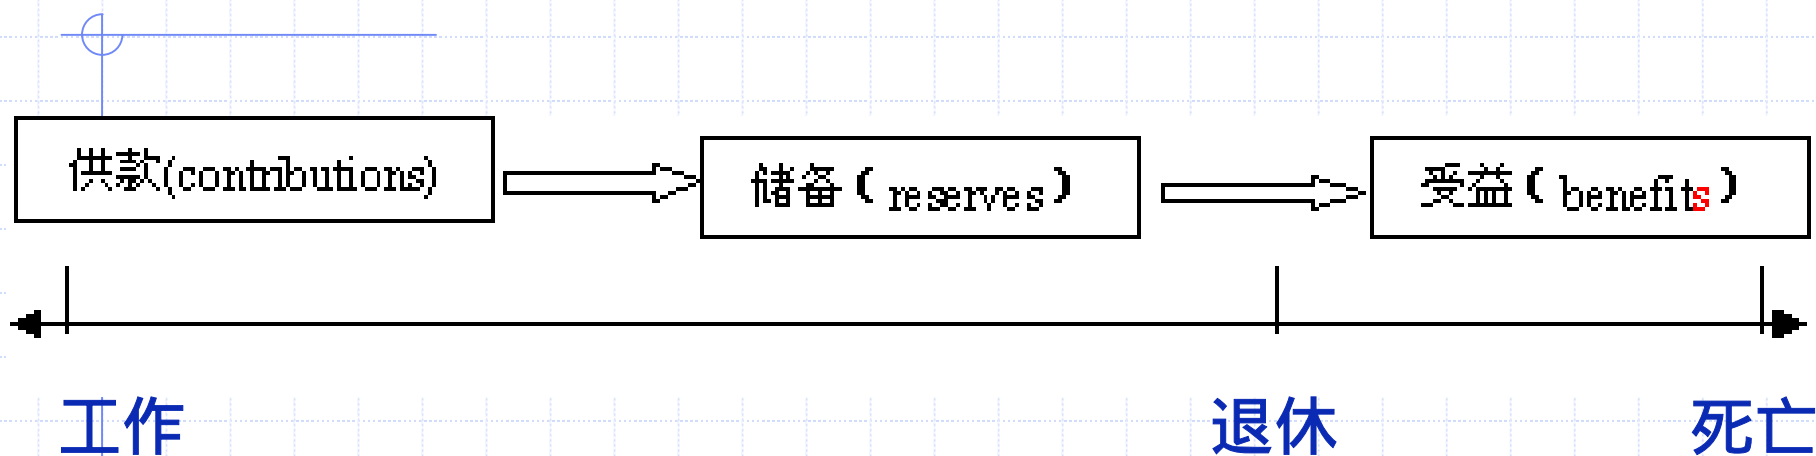 供款(contributions)
储备(reserves)
受益(benefits)
工作
退休
死亡